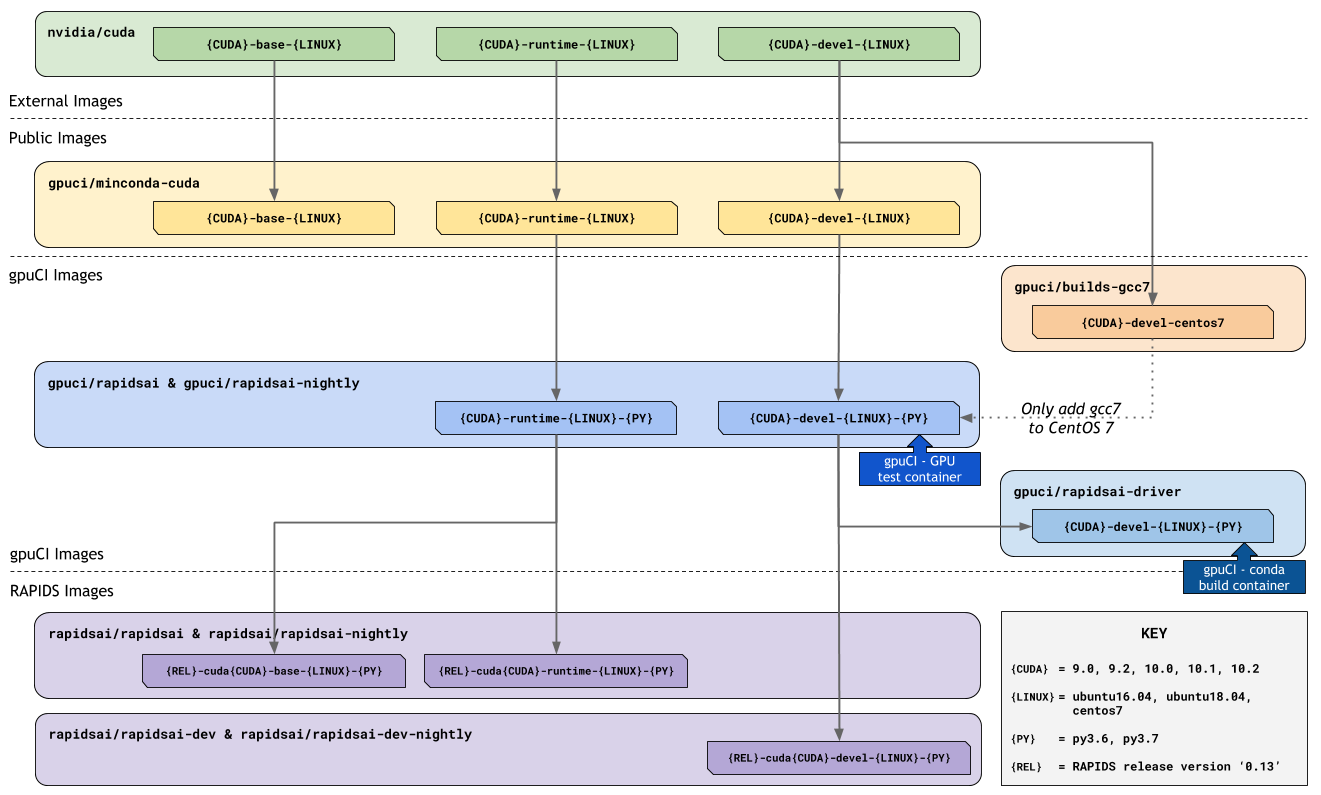 nvidia/cuda
{CUDA}-base-{LINUX}
{CUDA}-runtime-{LINUX}
{CUDA}-devel-{LINUX}
External Images
Public Images
gpuci/minconda-cuda
{CUDA}-base-{LINUX}
{CUDA}-runtime-{LINUX}
{CUDA}-devel-{LINUX}
gpuCI Images
gpuci/builds-gcc7
{CUDA}-devel-centos7
gpuci/rapidsai & gpuci/rapidsai-nightly
{CUDA}-runtime-{LINUX}-{PY}
{CUDA}-devel-{LINUX}-{PY}
Only add gcc7
to CentOS 7
gpuCI - GPU
test container
gpuci/rapidsai-driver
{CUDA}-devel-{LINUX}-{PY}
gpuCI - conda
build container
gpuCI Images
RAPIDS Images
rapidsai/rapidsai & rapidsai/rapidsai-nightly
{REL}-cuda{CUDA}-base-{LINUX}-{PY}
{REL}-cuda{CUDA}-runtime-{LINUX}-{PY}
rapidsai/rapidsai-dev & rapidsai/rapidsai-dev-nightly
{REL}-cuda{CUDA}-devel-{LINUX}-{PY}
KEY
{CUDA} = 9.0, 9.2, 10.0, 10.1, 10.2
{LINUX} = ubuntu16.04, ubuntu18.04,
centos7
{PY} = py3.6, py3.7
{REL} = RAPIDS release version '0.13'